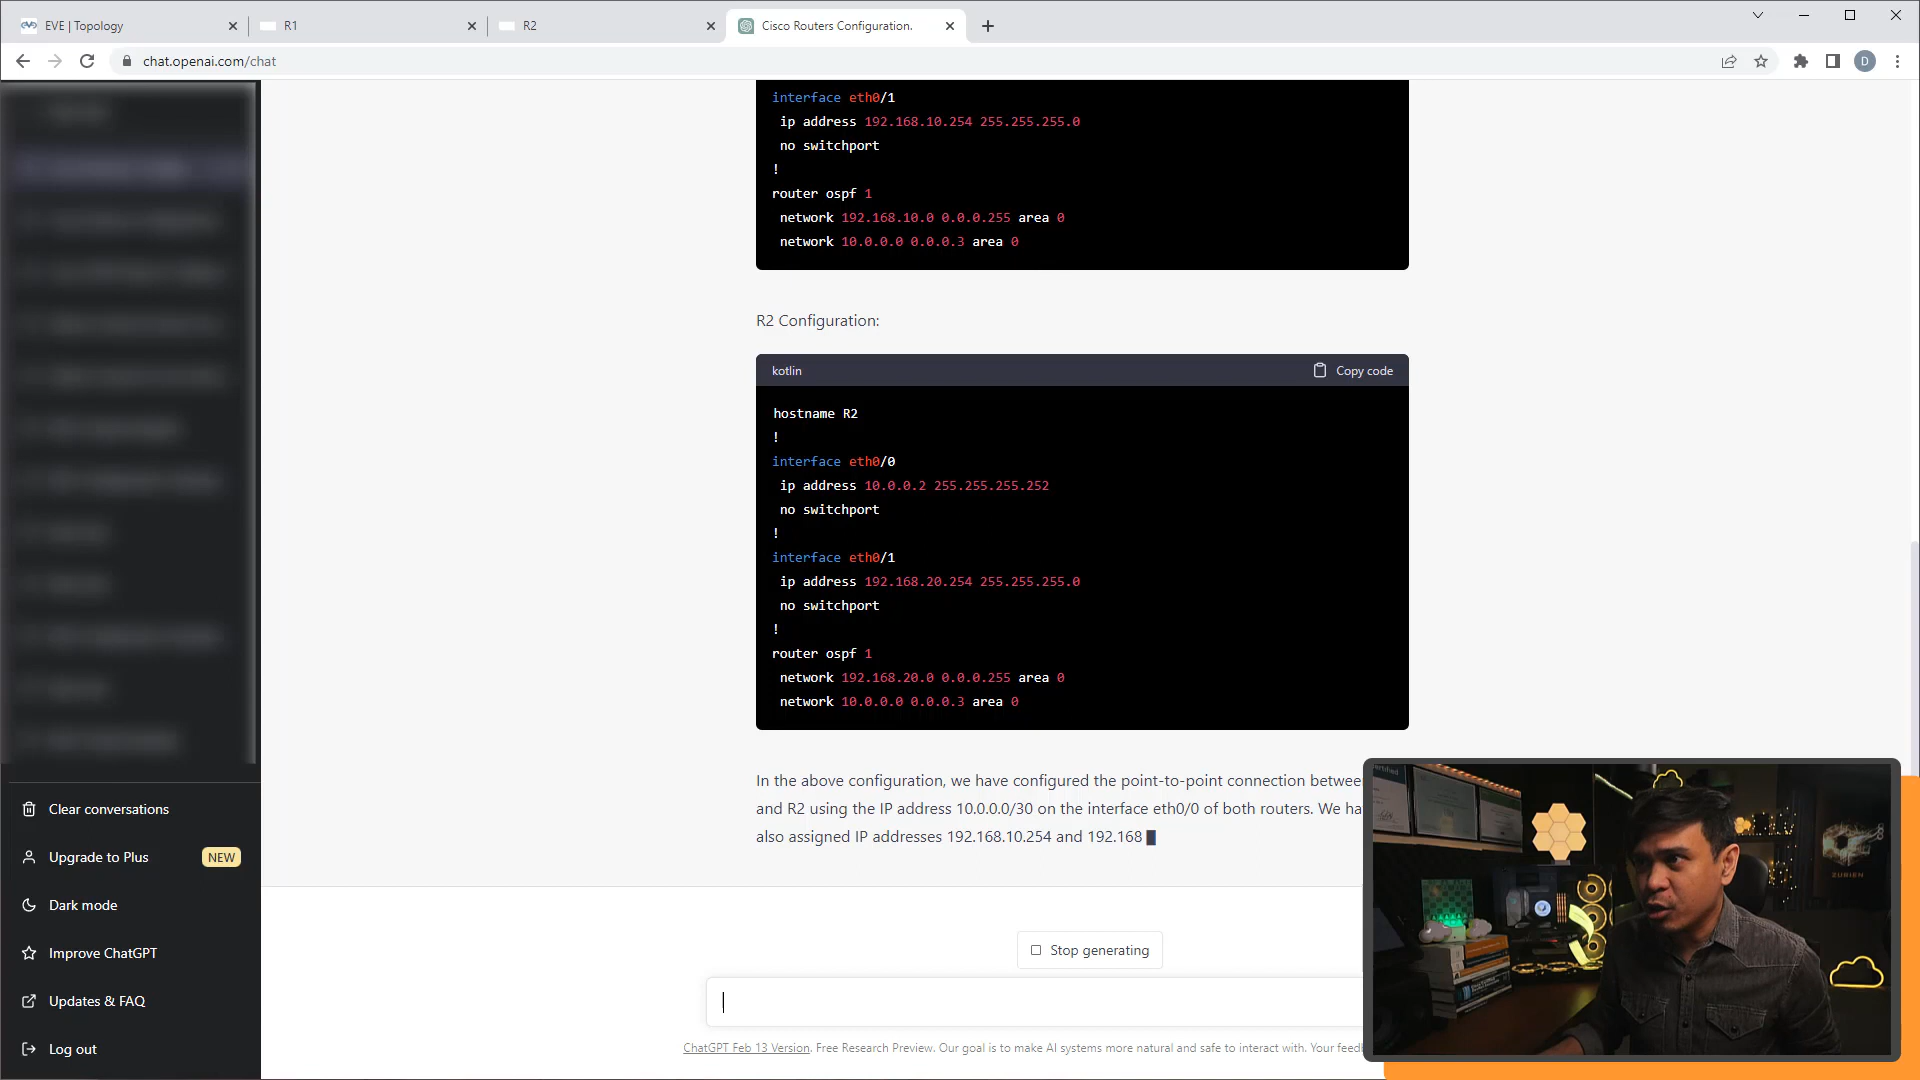 EVE | Topology
R1
R2
Cisco Routers Configuration.
chat.openai.com/chat
D
interface eth0/1
ip address 192.168.10.254 255.255.255.0
no switchport
!
router ospf 1
network 192.168.10.0 0.0.0.255 area 0
network 10.0.0.0 0.0.0.3 area 0
R2 Configuration:
kotlin
Copy code
hostname R2
!
interface eth0/0
ip address 10.0.0.2 255.255.255.252
no switchport
!
interface eth0/1
ip address 192.168.20.254 255.255.255.0
no switchport
!
router ospf 1
network 192.168.20.0 0.0.0.255 area 0
network 10.0.0.0 0.0.0.3 area 0
In the above configuration, we have configured the point-to-point connection between
and R2 using the IP address 10.0.0.0/30 on the interface eth0/0 of both routers. We ha
also assigned IP addresses 192.168.10.254 and 192.168
Clear conversations
Upgrade to Plus NEW
Dark mode
Improve ChatGPT
Updates & FAQ
Log out
Stop generating
ChatGPT Feb 13 Version. Free Research Preview. Our goal is to make AI systems more natural and safe to interact with. Your feedb
ZUBIEN